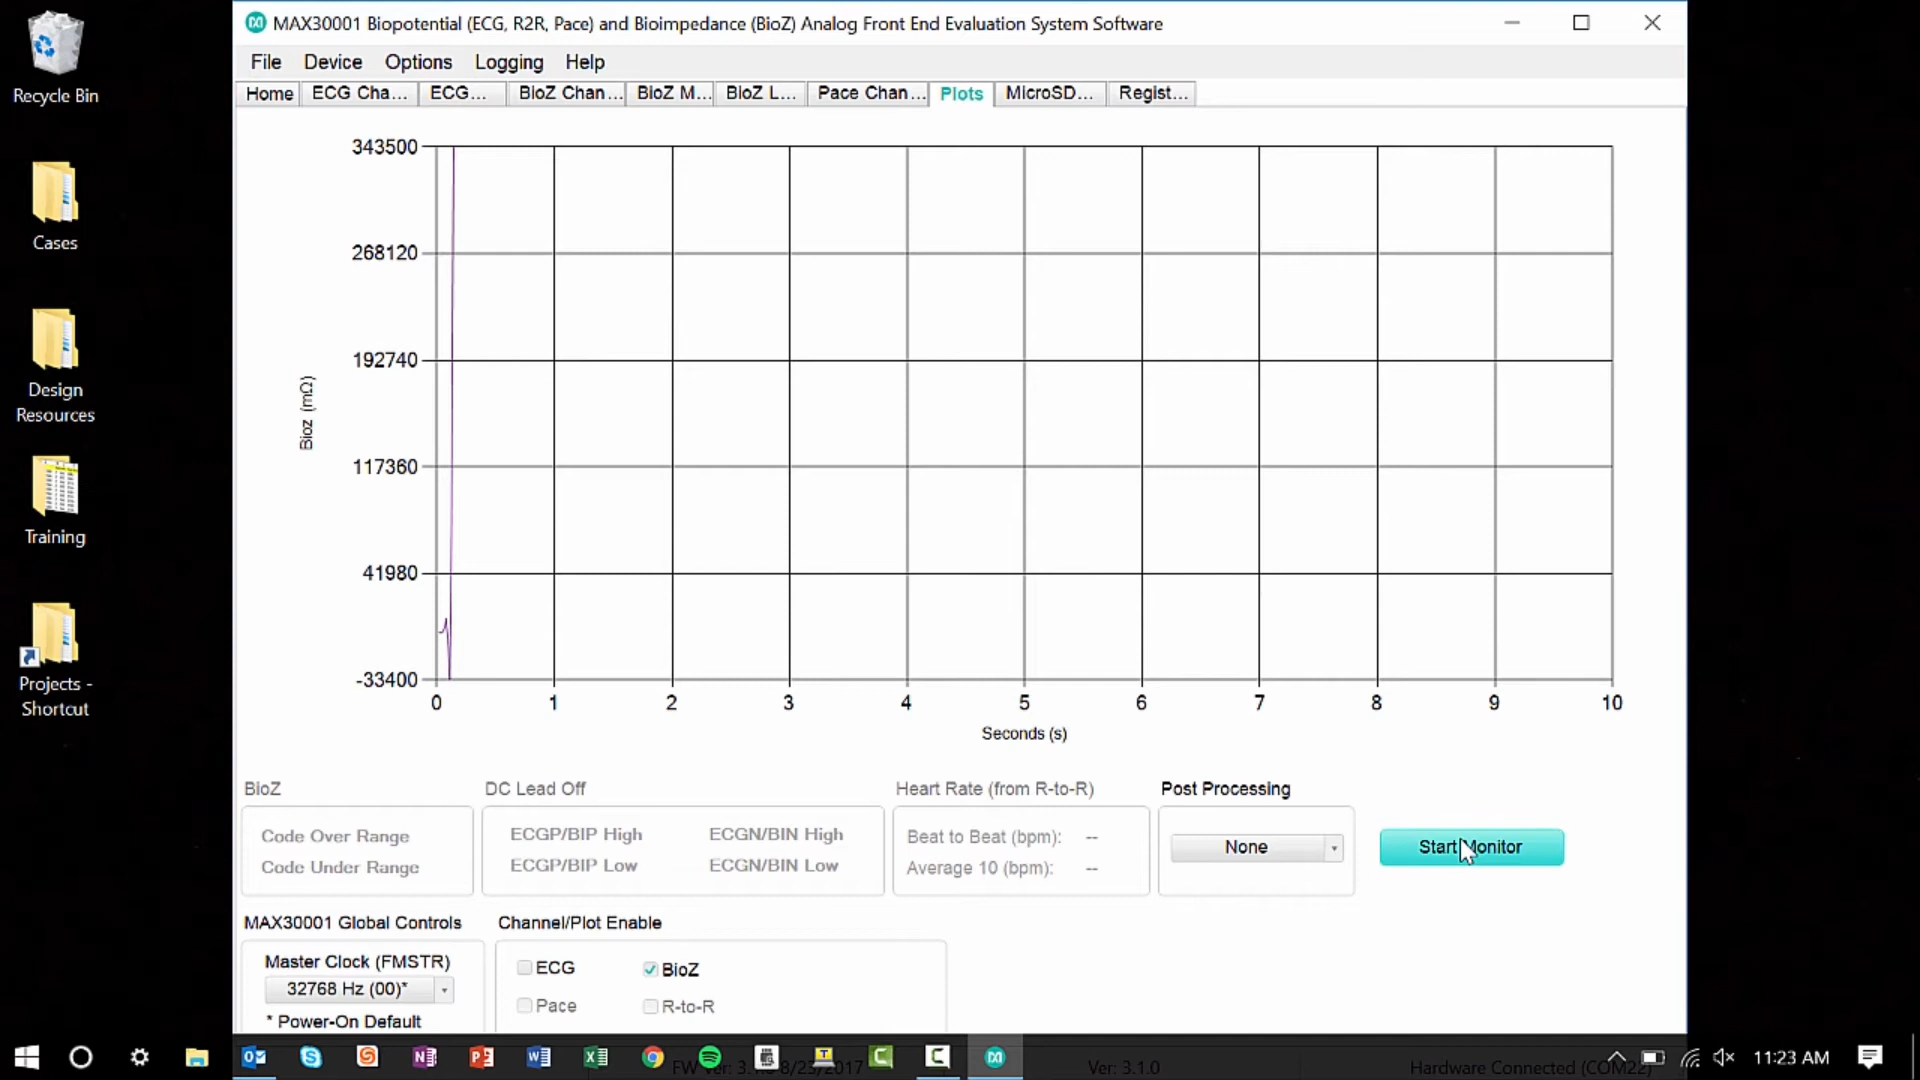 Recycle Bin
Cases
Design
Resources
Training
Projects -
Shortcut
MAX30001 Biopotential (ECG, R2R, Pace) and Bioimpedance (BioZ) Analog Front End Evaluation System Software
File Device Options Logging Help
Home ECG Cha... ECG... BioZ Chan... BioZ M... BioZ L... Pace Chan... Plots MicroSD... Regist...
343500
268120
192740
117360
41980
-33400
Bioz (mΩ)
0 1 2 3 4 5 6 7 8 9 10
Seconds (s)
BioZ
Code Over Range
Code Under Range
DC Lead Off
ECGP/BIP High ECGN/BIN High
ECGP/BIP Low ECGN/BIN Low
Heart Rate (from R-to-R)
Beat to Beat (bpm): --
Average 10 (bpm): --
Post Processing
None
Start Monitor
MAX30001 Global Controls
Master Clock (FMSTR)
32768 Hz (00)*
* Power-On Default
Channel/Plot Enable
ECG BioZ
Pace R-to-R
Ver: 3.1.0
Hardware Connected (COM22)
11:23 AM